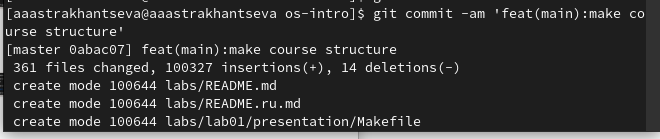 [aaastrakhantseva@aaastrakhantseva os-intro]$ git commit -am 'feat(main):make co
urse structure'
[master 0abac07] feat(main):make course structure
 361 files changed, 100327 insertions(+), 14 deletions(-)
 create mode 100644 labs/README.md
 create mode 100644 labs/README.ru.md
 create mode 100644 labs/lab01/presentation/Makefile